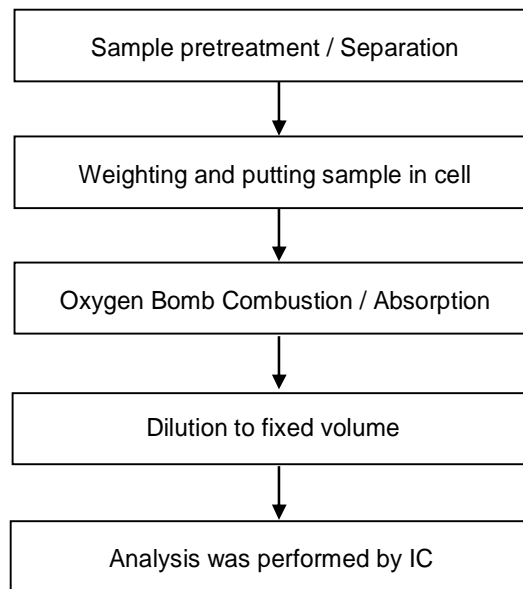 Sample pretreatment / Separation
Weighting and putting sample in cell
Oxygen Bomb Combustion / Absorption
Dilution to fixed volume
Analysis was performed by IC